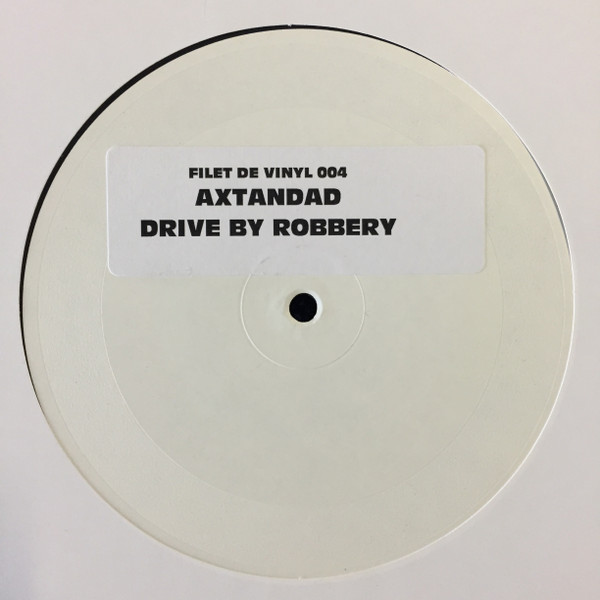 FILET DE VINYL 004
AXTANDAD
DRIVE BY ROBBERY